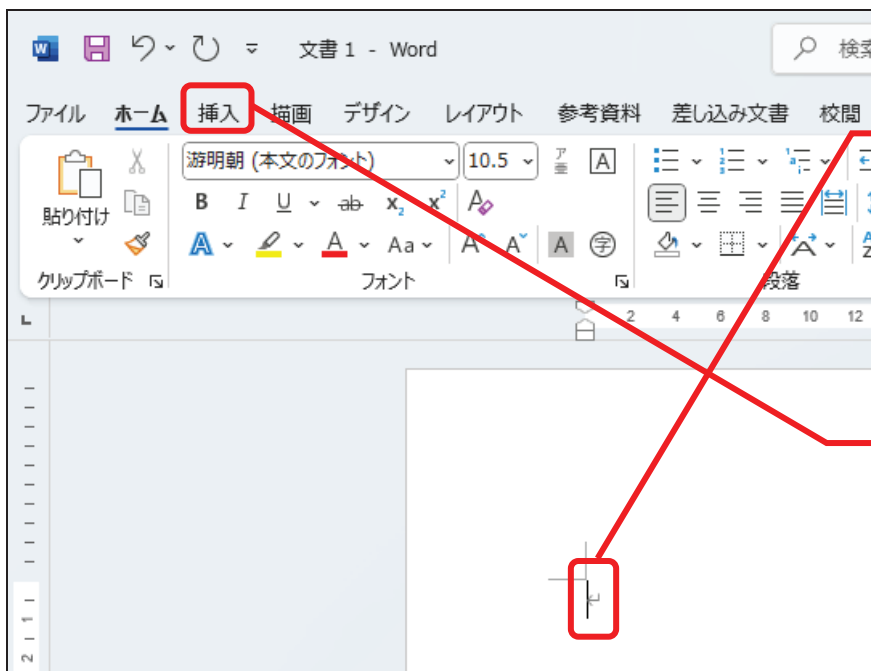 文書 1 - Word
検索
ファイル ホーム 挿入 描画 デザイン レイアウト 参考資料 差し込み文書 校閲
游明朝 (本文のフォント) 10.5
貼り付け
B I U ab x₂ x² A
A A Aa A A A 字
クリップボード フォント 段落
2 4 6 8 10 12
1
2